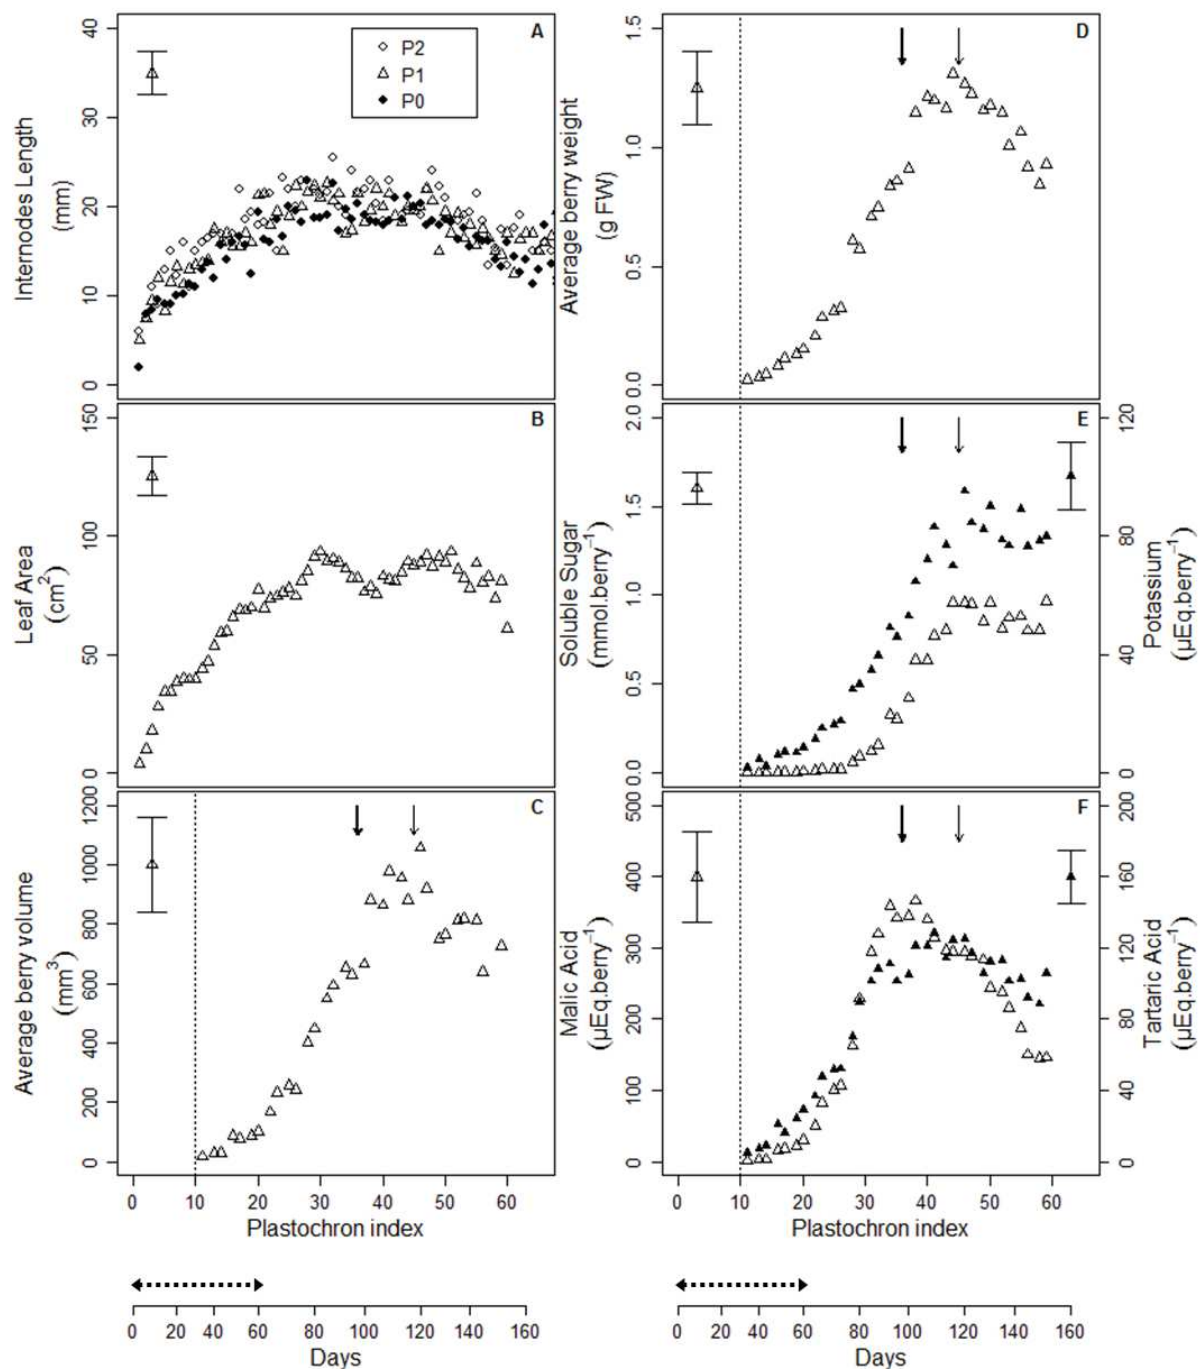 A
P2
P1
P0
Internodes Length
(mm)
0 10 20 30 40
B
Leaf Area
(cm²)
0 50 100 150
C
Average berry volume
(mm³)
0 200 400 600 800 1000 1200
0 10 20 30 40 50 60
Plastochron index
0 20 40 60 80 100 120 140 160
Days
D
Average berry weight
(g FW)
0.0 0.5 1.0 1.5
E
Soluble Sugar
(mmol.berry⁻¹)
0.0 0.5 1.0 1.5 2.0
Potassium
(µEq.berry⁻¹)
0 40 80 120
F
Malic Acid
(µEq.berry⁻¹)
0 100 200 300 400 500
Tartaric Acid
(µEq.berry⁻¹)
0 40 80 120 160 200
0 10 20 30 40 50 60
Plastochron index
0 20 40 60 80 100 120 140 160
Days